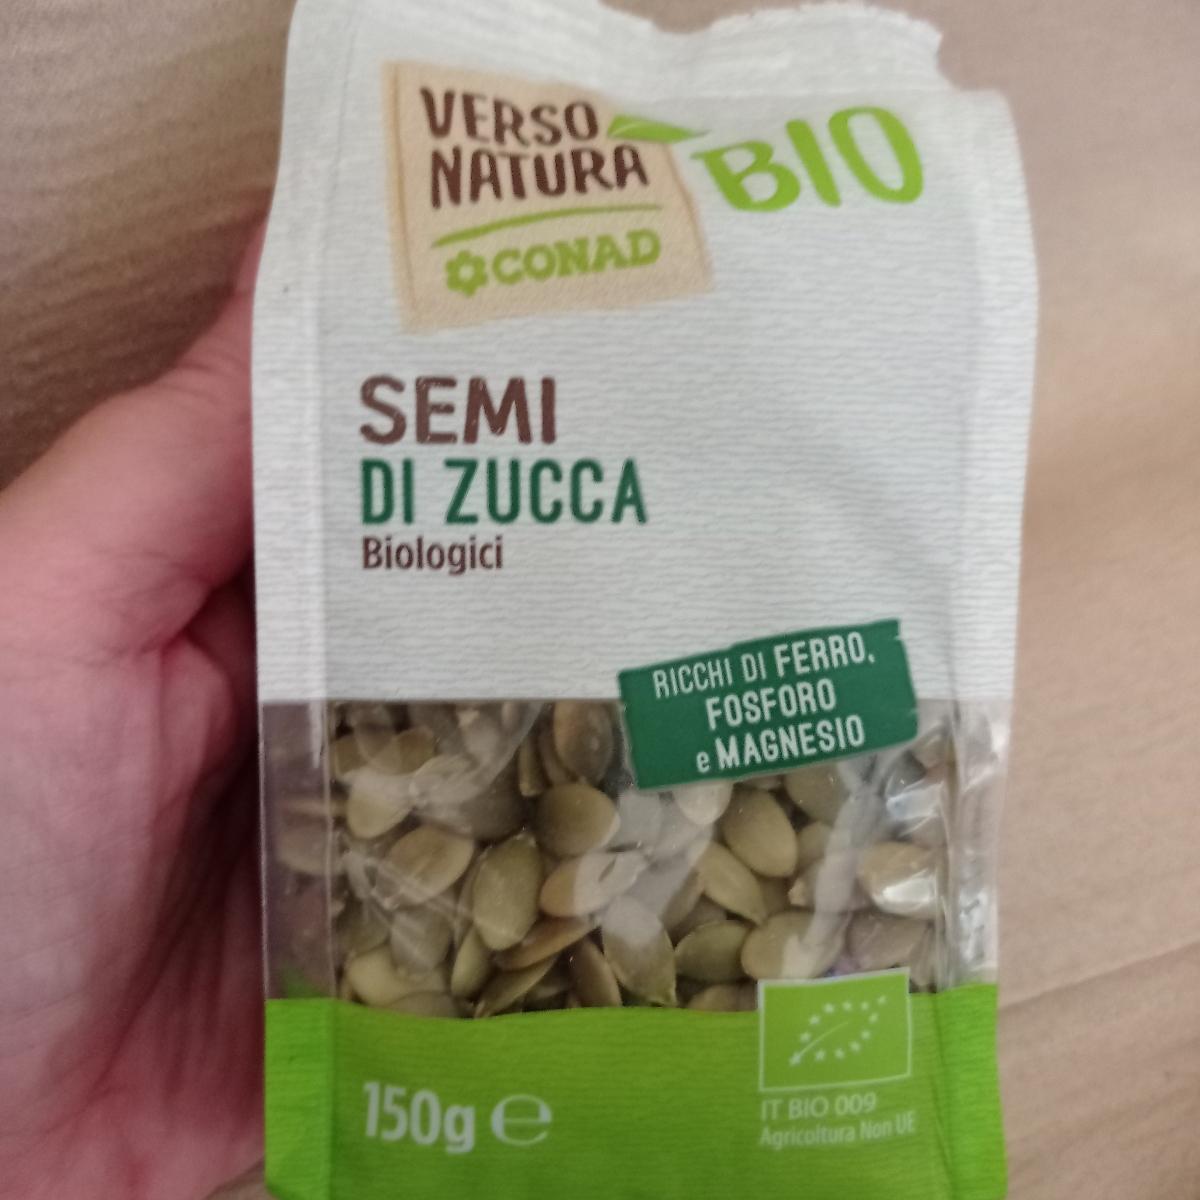 VERSO
NATURA
CONAD
BIO
SEMI
DI ZUCCA
Biologici
RICCHI DI FERRO,
FOSFORO
e MAGNESIO
150g ℮
IT BIO 009
Agricoltura Non UE